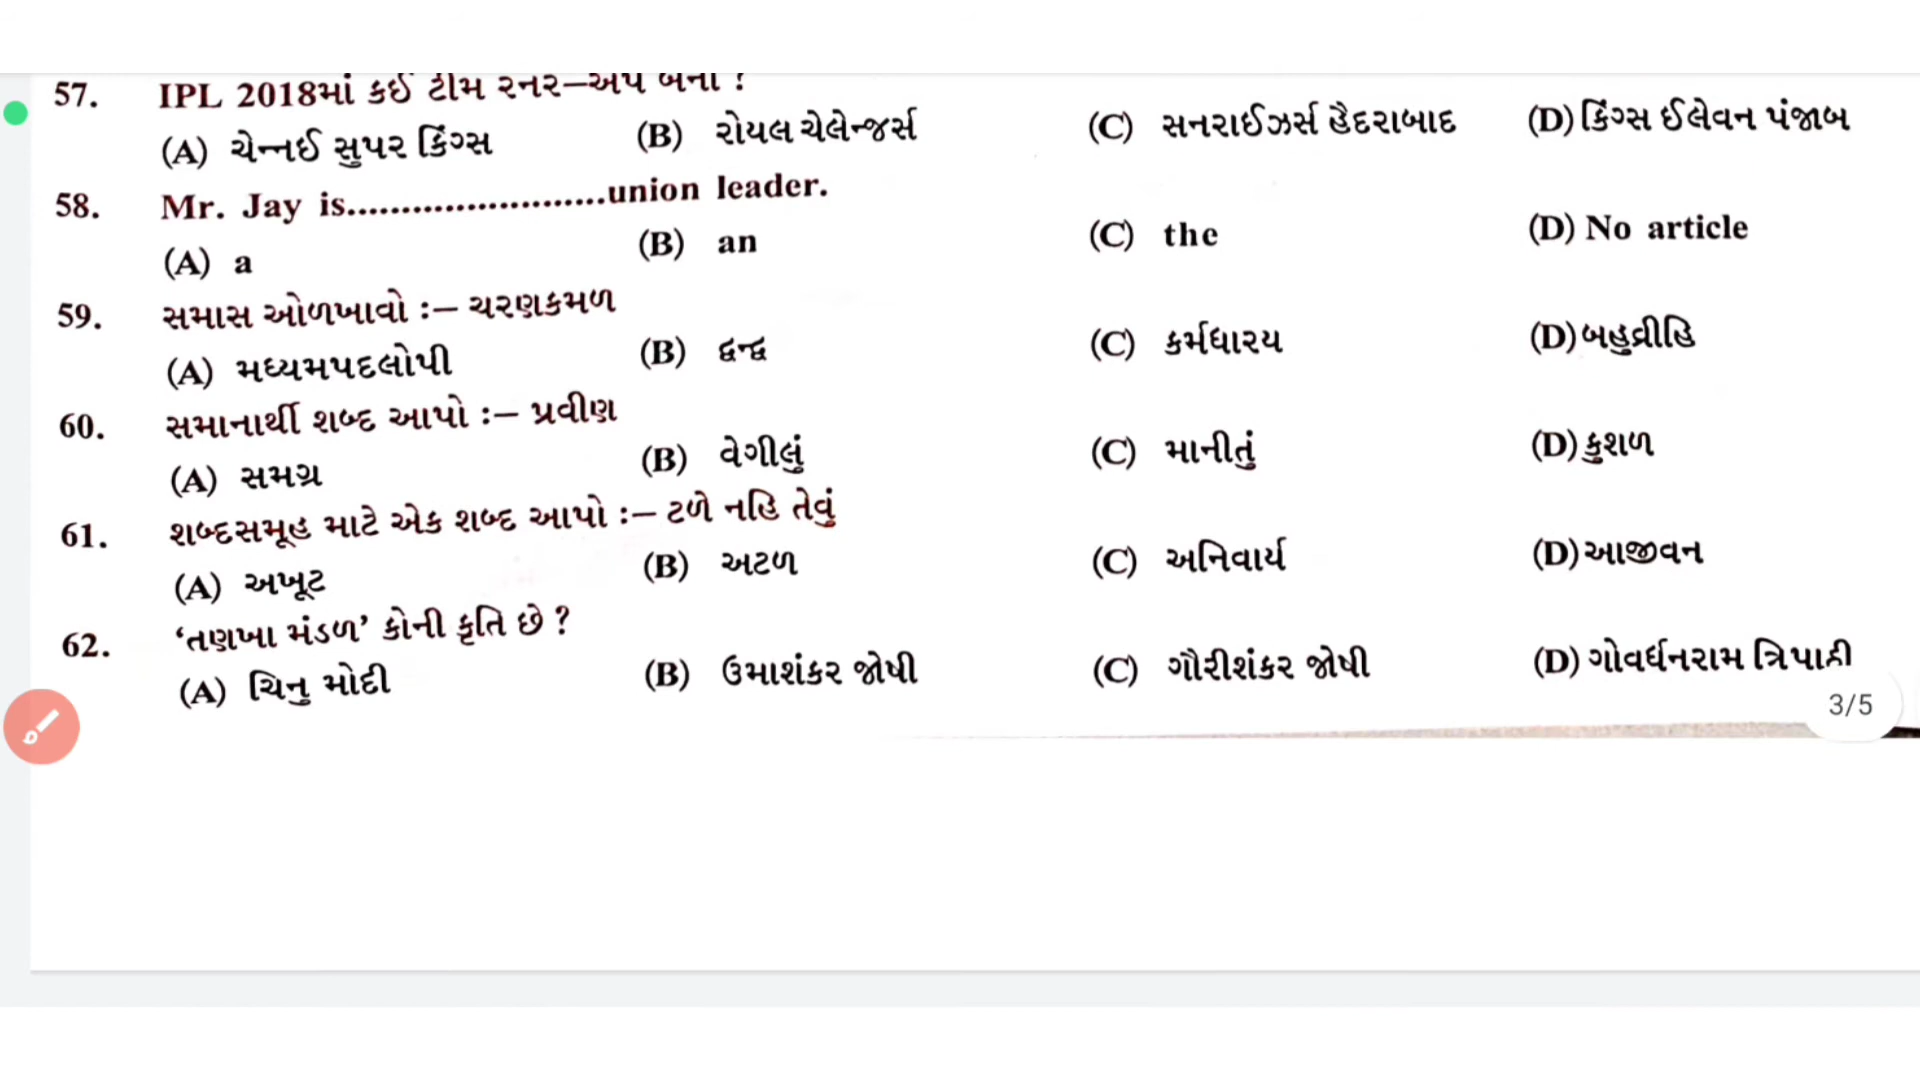 57. IPL 2018માં કઈ ટીમ રનર–અપ બની ?
(A) ચેન્નઈ સુપર કિંગ્સ (B) રોયલ ચેલેન્જર્સ (C) સનરાઈઝર્સ હૈદરાબાદ (D) કિંગ્સ ઈલેવન પંજાબ
58. Mr. Jay is........................union leader.
(A) a (B) an (C) the (D) No article
59. સમાસ ઓળખાવો :– ચરણકમળ
(A) મધ્યમપદલોપી (B) દ્વન્દ્વ (C) કર્મધારય (D) બહુવ્રીહિ
60. સમાનાર્થી શબ્દ આપો :– પ્રવીણ
(A) સમગ્ર (B) વેગીલું (C) માનીતું (D) કુશળ
61. શબ્દસમૂહ માટે એક શબ્દ આપો :– ટળે નહિ તેવું
(A) અખૂટ (B) અટળ (C) અનિવાર્ય (D) આજીવન
62. ‘તણખા મંડળ’ કોની કૃતિ છે ?
(A) ચિનુ મોદી (B) ઉમાશંકર જોષી (C) ગૌરીશંકર જોષી (D) ગોવર્ધનરામ ત્રિપાઠી
3/5